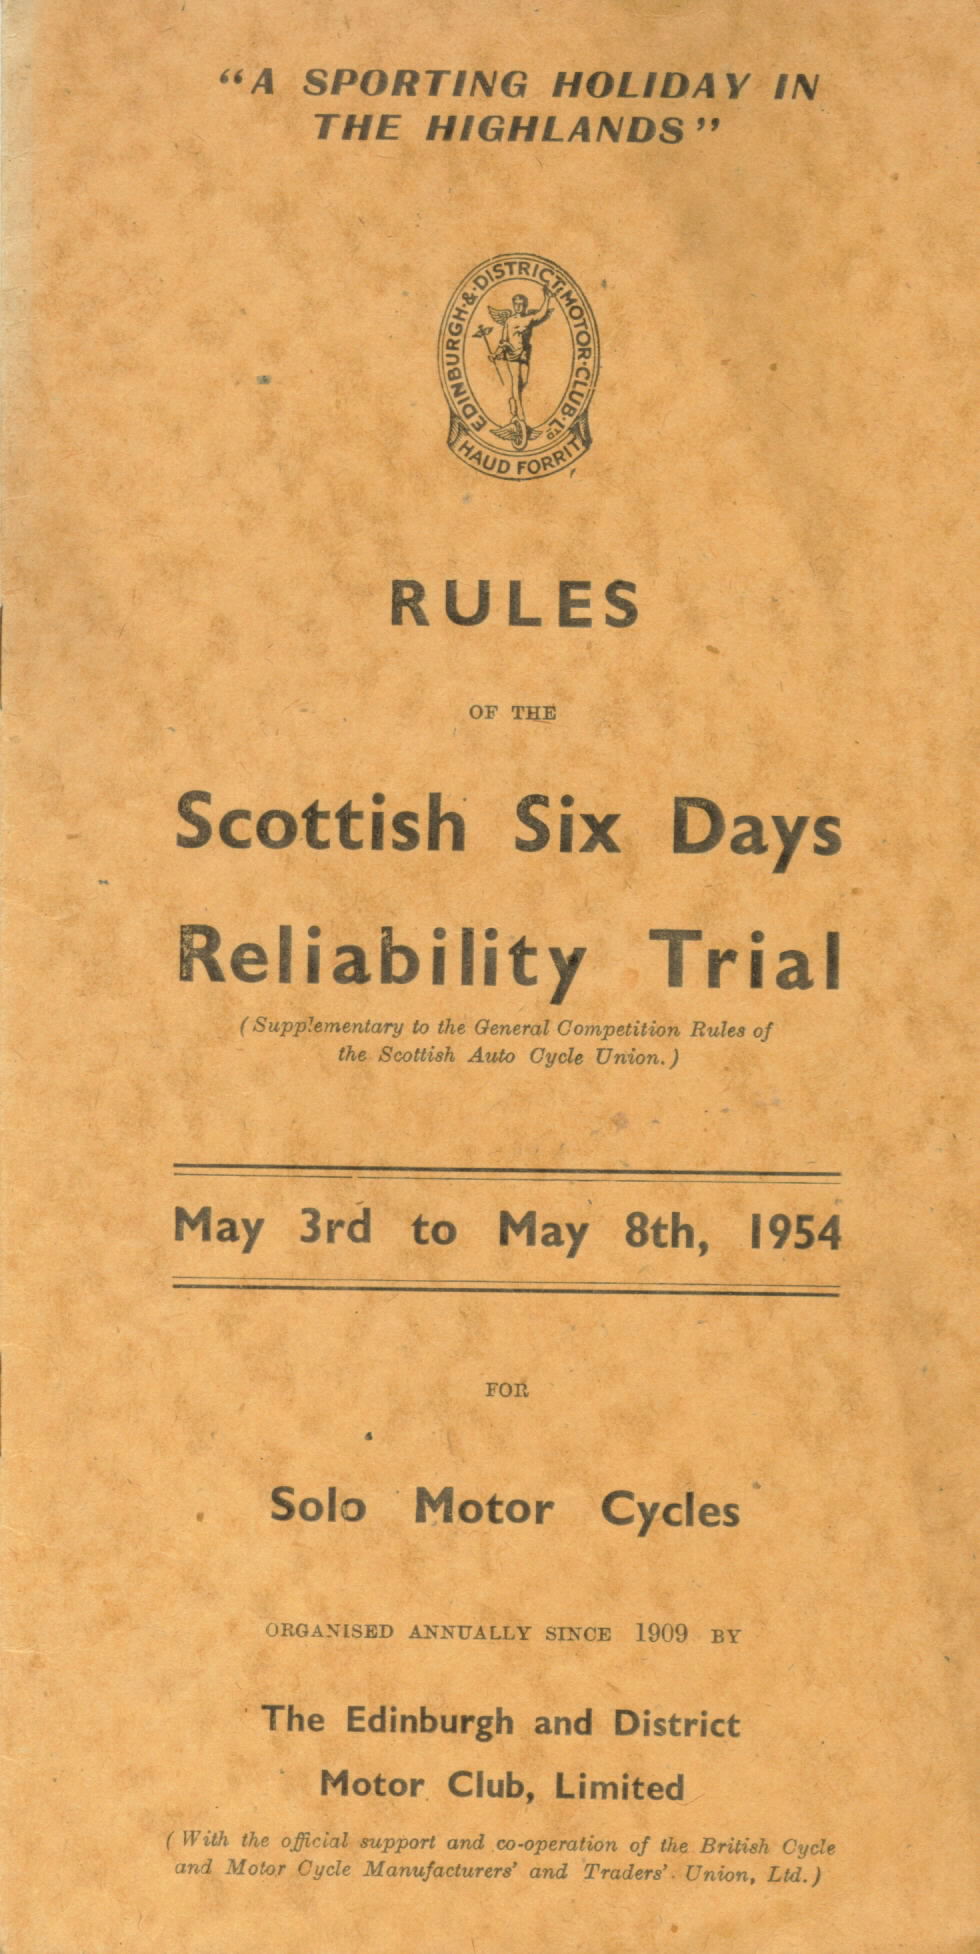 "A SPORTING HOLIDAY IN
THE HIGHLANDS"
EDINBURGH·&·DISTRICT·MOTOR·CLUB·LTD
HAUD FORRIT
RULES
OF THE
Scottish Six Days
Reliability Trial
(Supplementary to the General Competition Rules of
the Scottish Auto Cycle Union.)
May 3rd to May 8th, 1954
FOR
Solo Motor Cycles
ORGANISED ANNUALLY SINCE 1909 BY
The Edinburgh and District
Motor Club, Limited
(With the official support and co-operation of the British Cycle
and Motor Cycle Manufacturers' and Traders' Union, Ltd.)